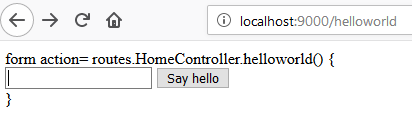 localhost:9000/helloworld
form action= routes.HomeController.helloworld() {
Say hello
}